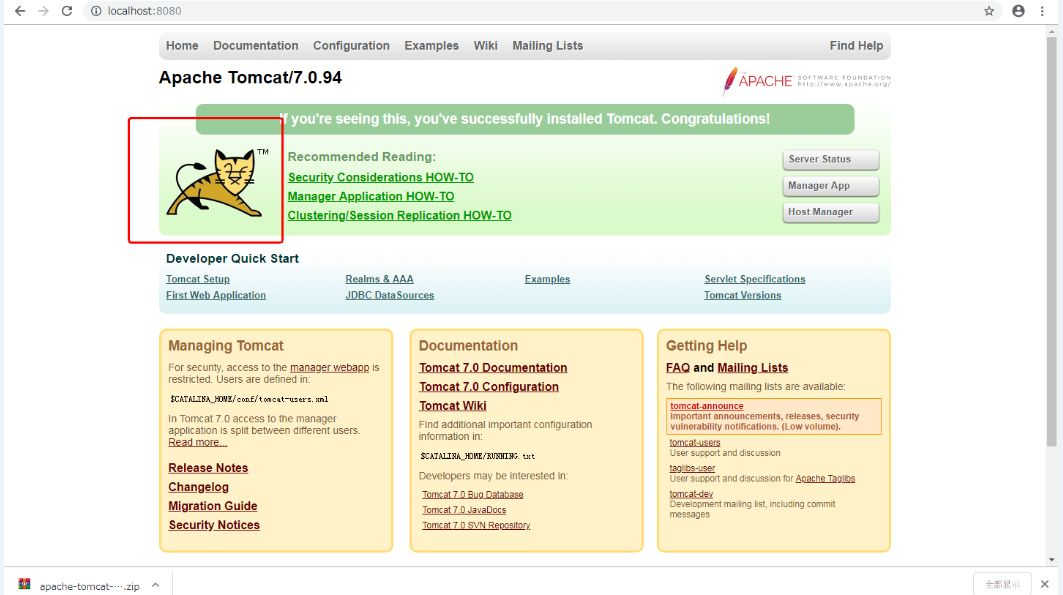 localhost:8080
Home Documentation Configuration Examples Wiki Mailing Lists Find Help
Apache Tomcat/7.0.94
APACHE SOFTWARE FOUNDATION
http://www.apache.org/
If you're seeing this, you've successfully installed Tomcat. Congratulations!
TM
Recommended Reading:
Security Considerations HOW-TO
Manager Application HOW-TO
Clustering/Session Replication HOW-TO
Server Status
Manager App
Host Manager
Developer Quick Start
Tomcat Setup
First Web Application
Realms & AAA
JDBC DataSources
Examples
Servlet Specifications
Tomcat Versions
Managing Tomcat
For security, access to the manager webapp is
restricted. Users are defined in:
$CATALINA_HOME/conf/tomcat-users.xml
In Tomcat 7.0 access to the manager
application is split between different users.
Read more...
Release Notes
Changelog
Migration Guide
Security Notices
Documentation
Tomcat 7.0 Documentation
Tomcat 7.0 Configuration
Tomcat Wiki
Find additional important configuration
information in:
$CATALINA_HOME/RUNNING.txt
Developers may be interested in:
Tomcat 7.0 Bug Database
Tomcat 7.0 JavaDocs
Tomcat 7.0 SVN Repository
Getting Help
FAQ and Mailing Lists
The following mailing lists are available:
tomcat-announce
Important announcements, releases, security
vulnerability notifications. (Low volume).
tomcat-users
User support and discussion
taglibs-user
User support and discussion for Apache Taglibs
tomcat-dev
Development mailing list, including commit
messages
apache-tomcat-....zip
全部显示